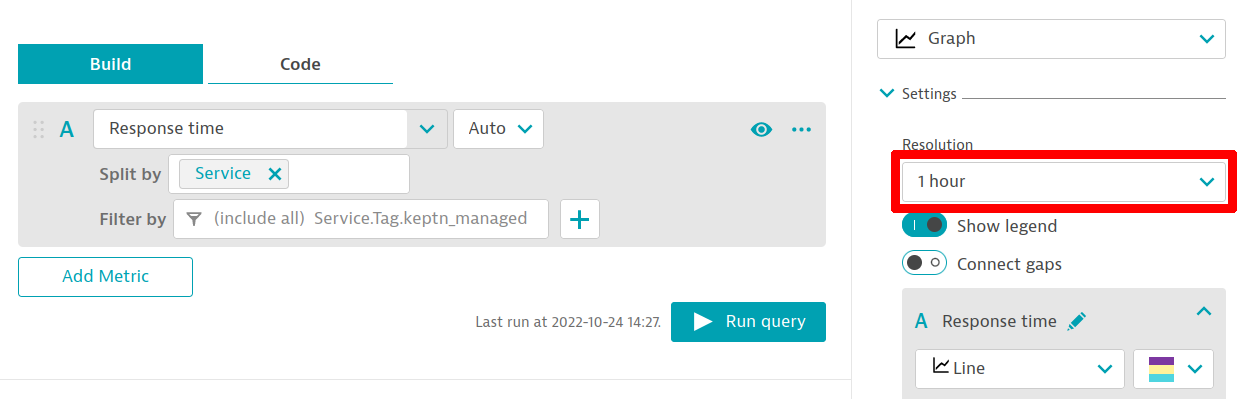 Build
Code
A
Response time
Auto
Split by
Service
Filter by
(include all) Service.Tag.keptn_managed
Add Metric
Last run at 2022-10-24 14:27.
Run query
Graph
Settings
Resolution
1 hour
Show legend
Connect gaps
A Response time
Line